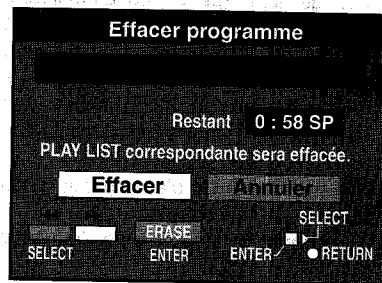 Effacer programme
Restant 0 : 58 SP
PLAY LIST correspondante sera effacée.
Effacer Annuler
ERASE SELECT
SELECT ENTER ENTER RETURN